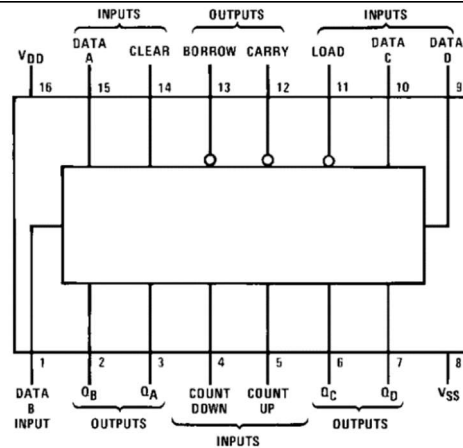 INPUTS OUTPUTS INPUTS
DATA DATA DATA
VDD A CLEAR BORROW CARRY LOAD C D
16 15 14 13 12 11 10 9
1 2 3 4 5 6 7 8
DATA QB QA COUNT COUNT QC QD VSS
B DOWN UP
INPUT OUTPUTS OUTPUTS
INPUTS